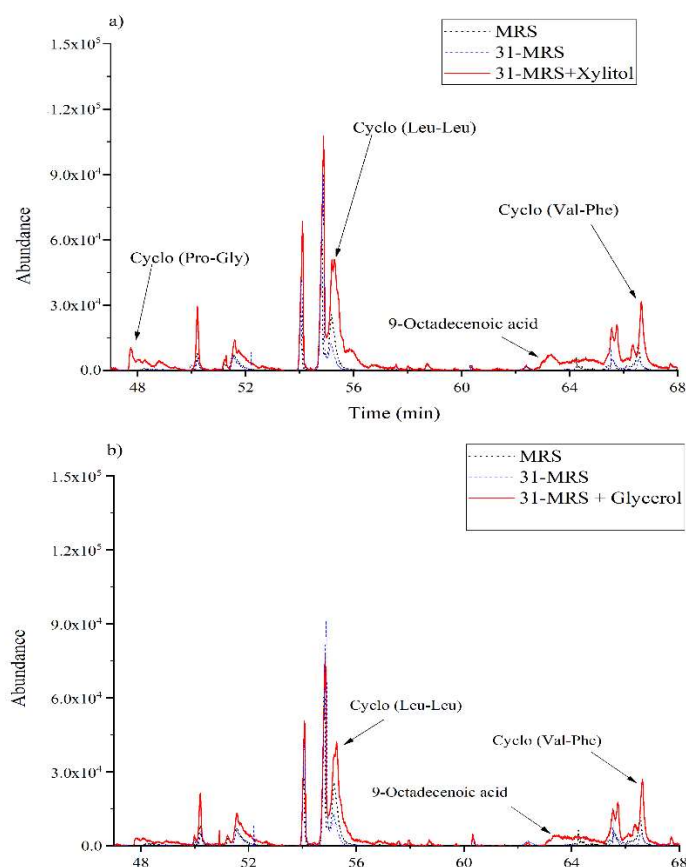 a)
1.5x10⁵
1.2x10⁵
9.0x10⁴
6.0x10⁴
3.0x10⁴
0.0
Abundance
MRS
31-MRS
31-MRS+Xylitol
Cyclo (Leu-Leu)
Cyclo (Val-Phe)
Cyclo (Pro-Gly)
9-Octadecenoic acid
48 52 56 60 64 68
Time (min)
b)
1.5x10⁵
1.2x10⁵
9.0x10⁴
6.0x10⁴
3.0x10⁴
0.0
Abundance
MRS
31-MRS
31-MRS + Glycerol
Cyclo (Leu-Leu)
Cyclo (Val-Phe)
9-Octadecenoic acid
48 52 56 60 64 68